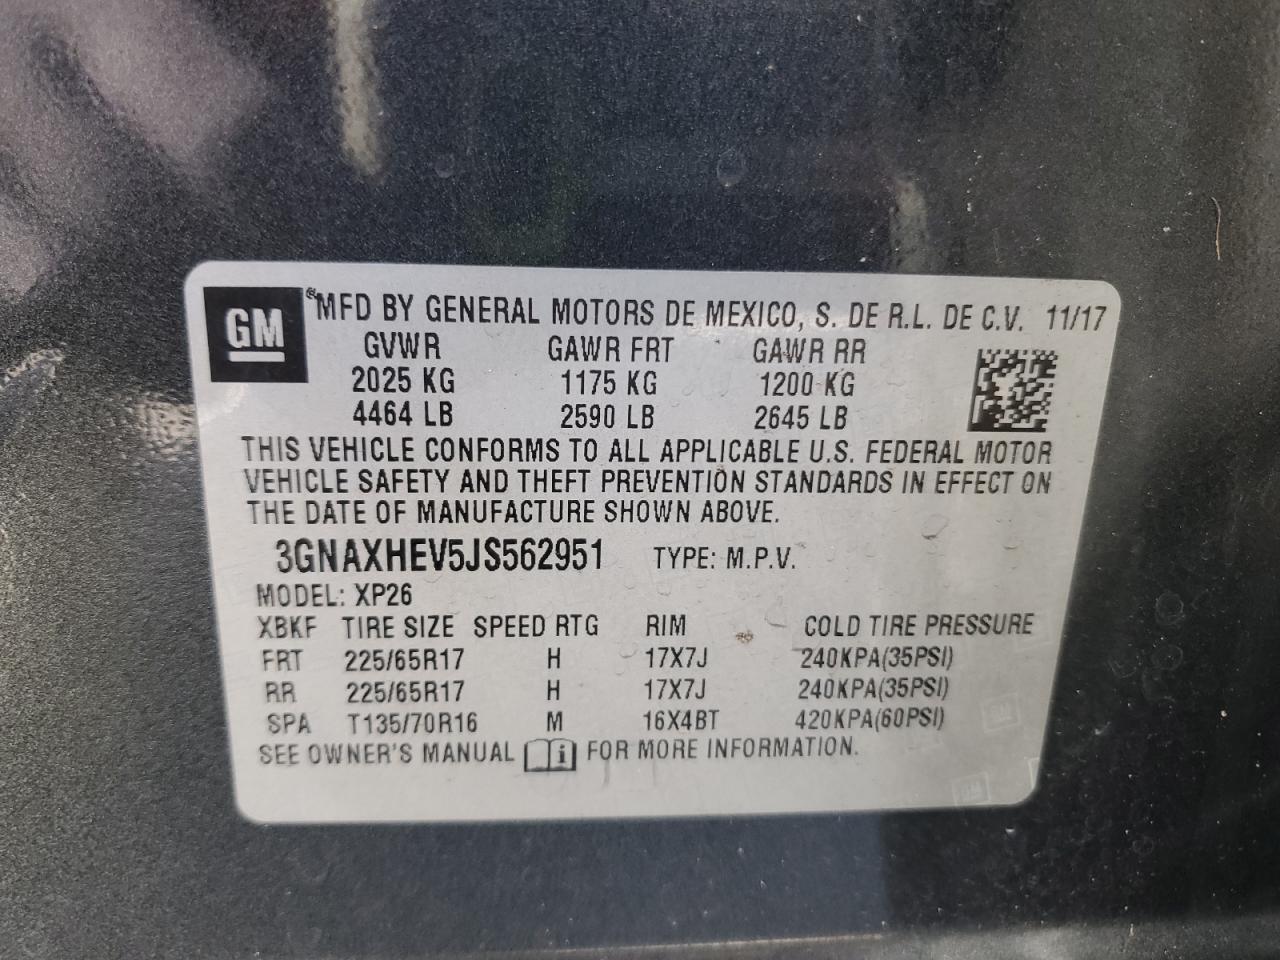 GM
MFD BY GENERAL MOTORS DE MEXICO, S. DE R.L. DE C.V. 11/17
GVWR GAWR FRT GAWR RR
2025 KG 1175 KG 1200 KG
4464 LB 2590 LB 2645 LB
THIS VEHICLE CONFORMS TO ALL APPLICABLE U.S. FEDERAL MOTOR
VEHICLE SAFETY AND THEFT PREVENTION STANDARDS IN EFFECT ON
THE DATE OF MANUFACTURE SHOWN ABOVE.
3GNAXHEV5JS562951 TYPE: M.P.V.
MODEL: XP26
XBKF TIRE SIZE SPEED RTG RIM COLD TIRE PRESSURE
FRT 225/65R17 H 17X7J 240KPA(35PSI)
RR 225/65R17 H 17X7J 240KPA(35PSI)
SPA T135/70R16 M 16X4BT 420KPA(60PSI)
SEE OWNER'S MANUAL i FOR MORE INFORMATION.